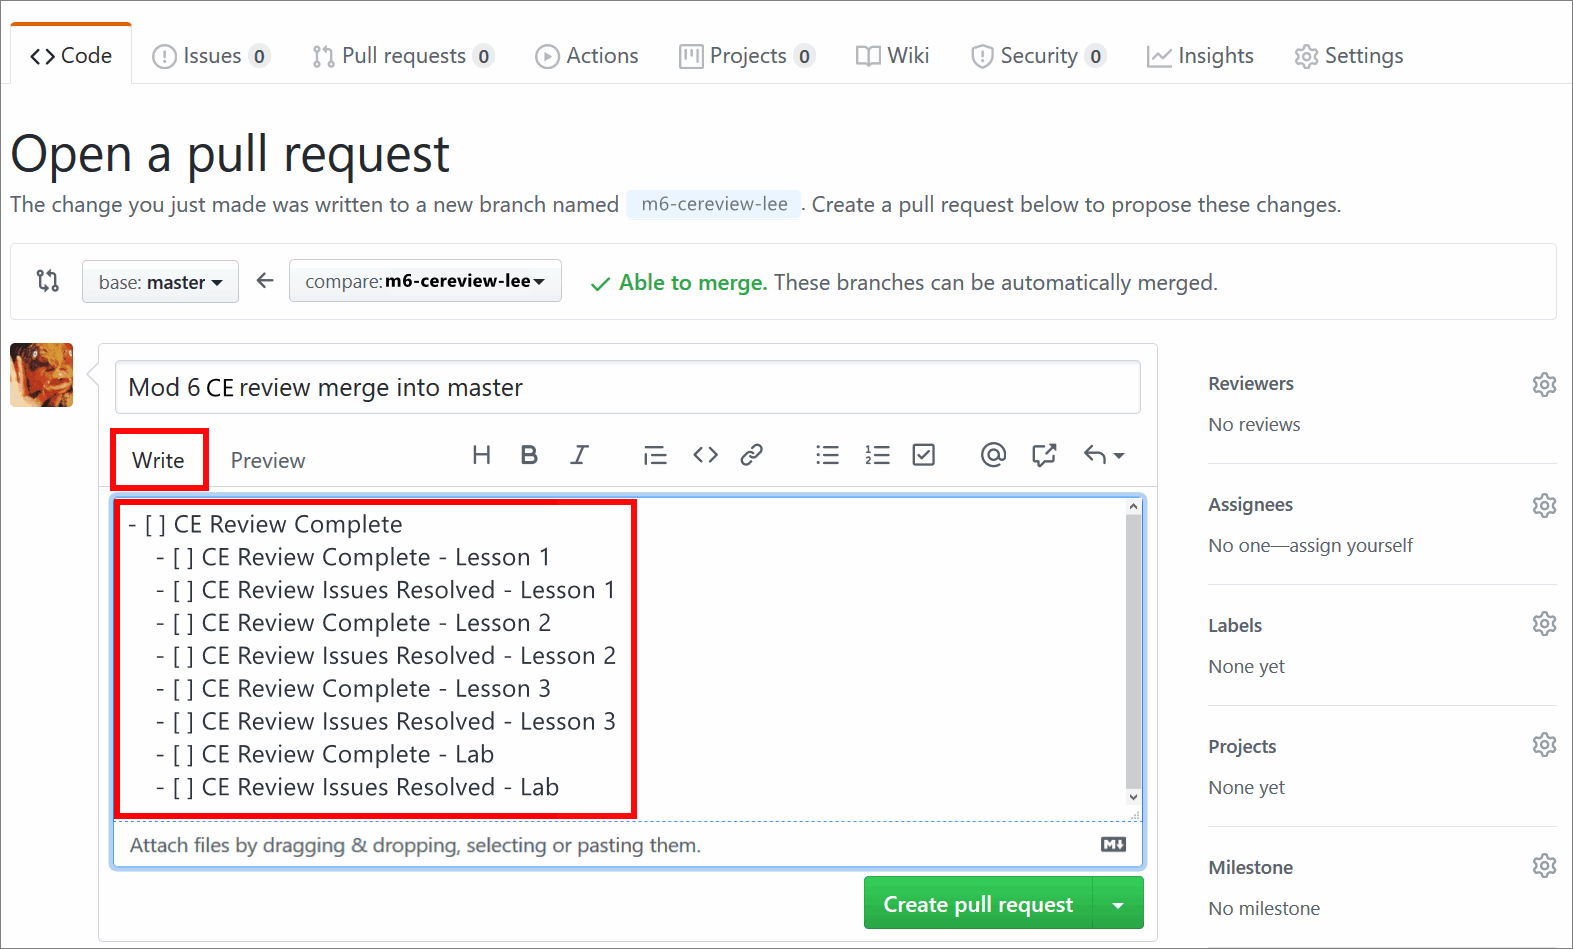 Code Issues 0 Pull requests 0 Actions Projects 0 Wiki Security 0 Insights Settings
Open a pull request
The change you just made was written to a new branch named m6-cereview-lee. Create a pull request below to propose these changes.
base: master compare: m6-cereview-lee Able to merge. These branches can be automatically merged.
Mod 6 CE review merge into master
Write Preview
- [ ] CE Review Complete
- [ ] CE Review Complete - Lesson 1
- [ ] CE Review Issues Resolved - Lesson 1
- [ ] CE Review Complete - Lesson 2
- [ ] CE Review Issues Resolved - Lesson 2
- [ ] CE Review Complete - Lesson 3
- [ ] CE Review Issues Resolved - Lesson 3
- [ ] CE Review Complete - Lab
- [ ] CE Review Issues Resolved - Lab
Attach files by dragging & dropping, selecting or pasting them.
Create pull request
Reviewers
No reviews
Assignees
No one—assign yourself
Labels
None yet
Projects
None yet
Milestone
No milestone